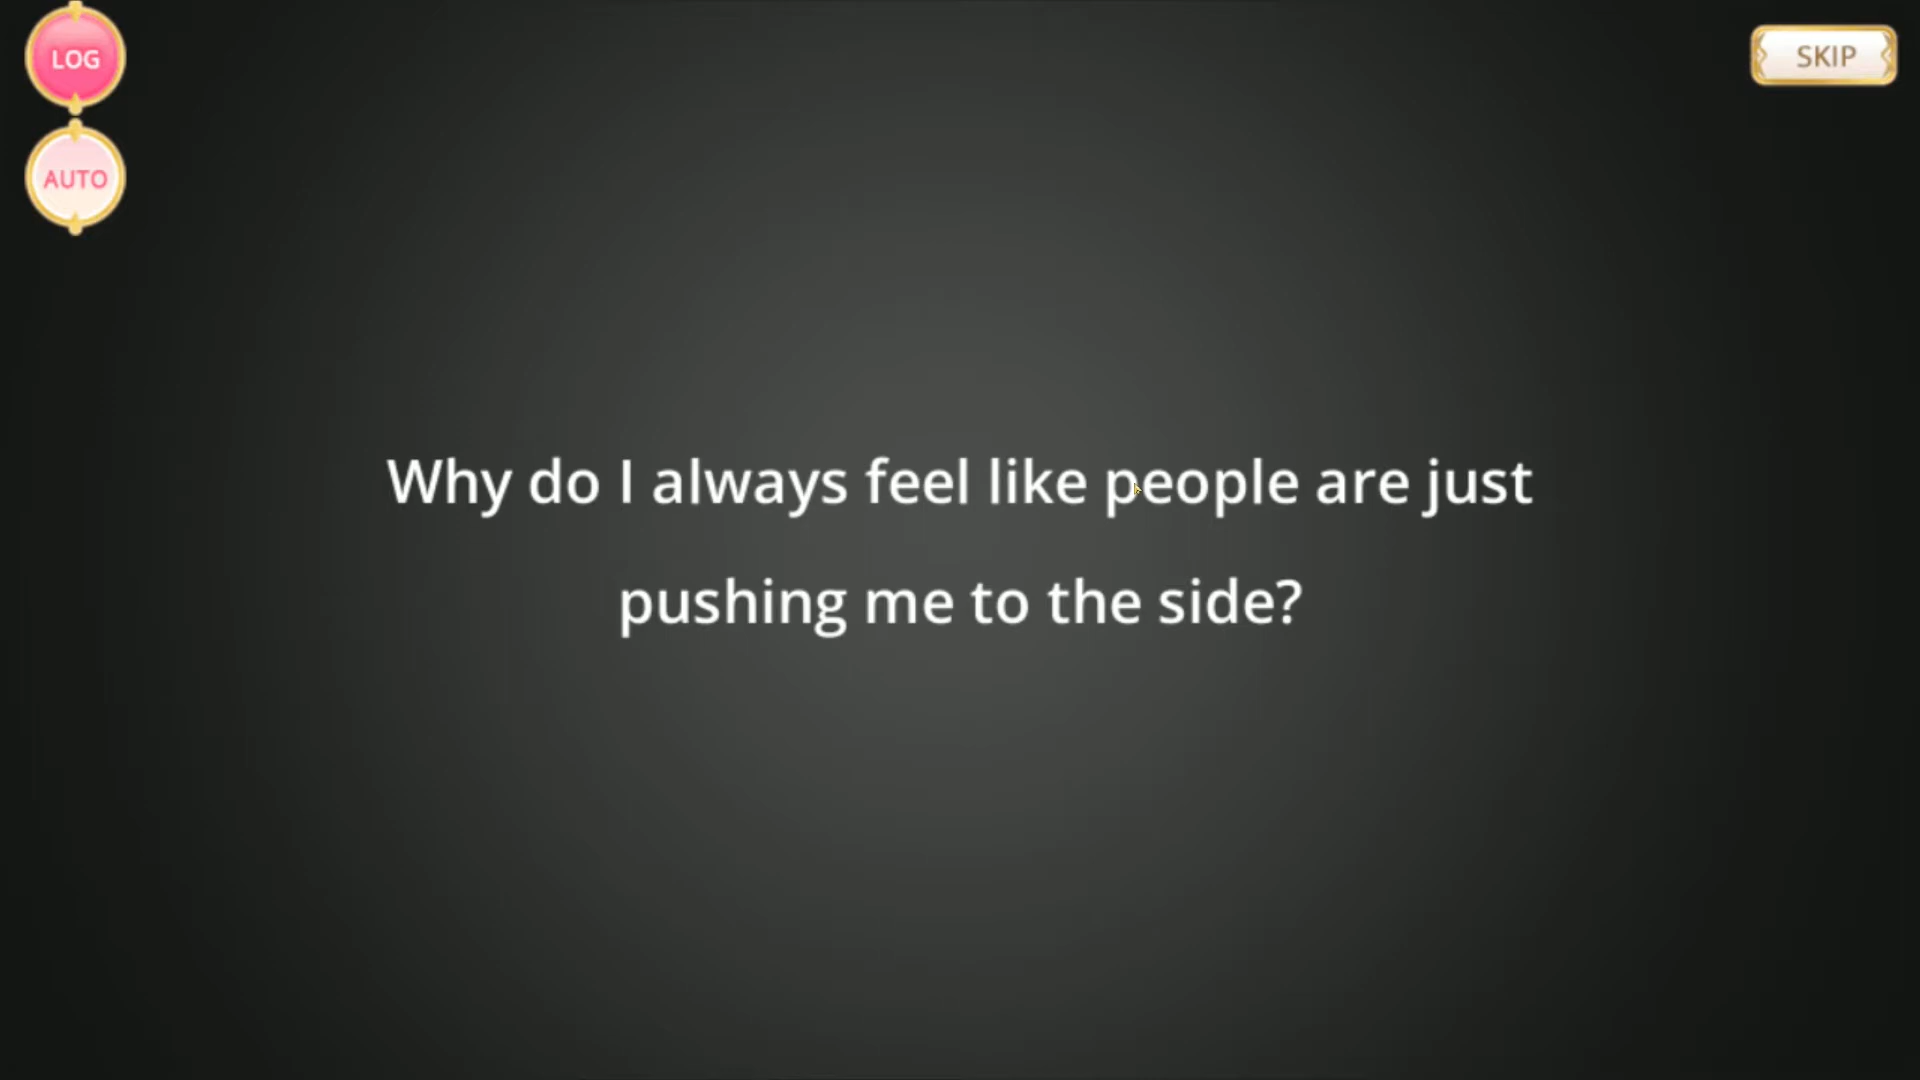 LOG
SKIP
AUTO
Why do I always feel like people are just
pushing me to the side?